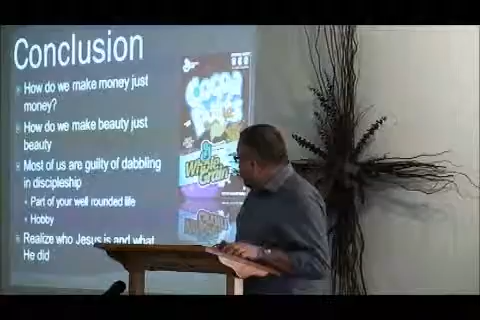 Conclusion
How do we make money just
money?
How do we make beauty just
beauty
Most of us are guilty of dabbling
in discipleship
Part of your well rounded life
Hobby
Realize who Jesus is and what
He did
Cocoa
Puffs
Whole
Grain